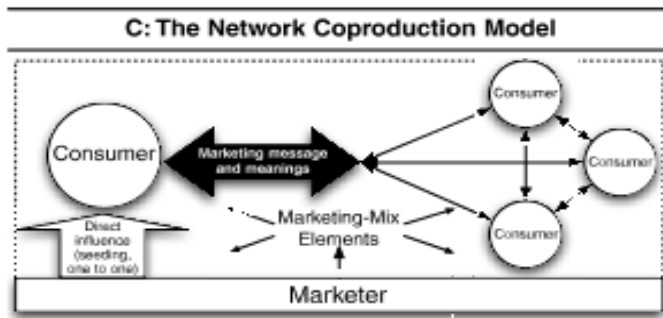 C: The Network Coproduction Model
Consumer
Consumer
Marketing message
and meanings
Consumer
Direct
influence
(seeding,
one to one)
Marketing-Mix
Elements
Consumer
Marketer